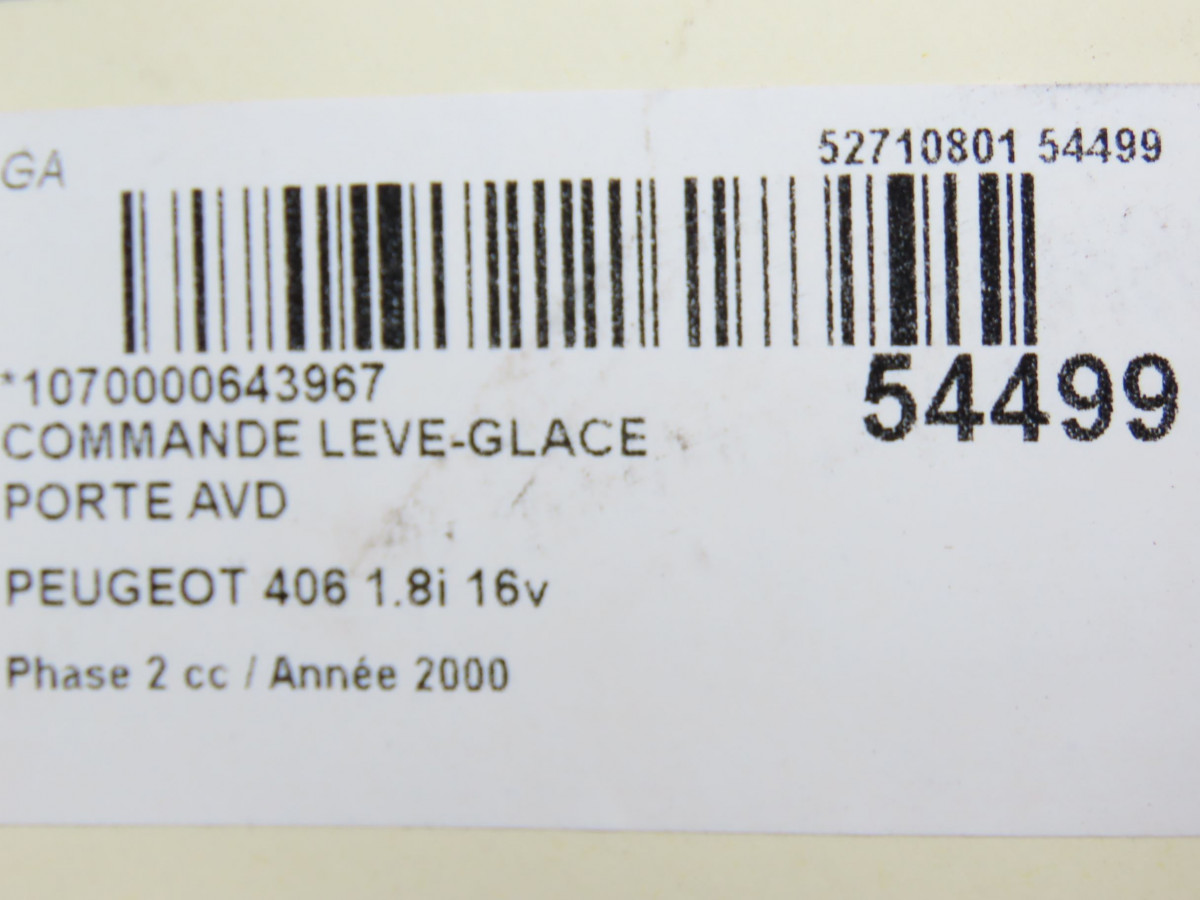 GA
52710801 54499
*1070000643967
54499
COMMANDE LEVE-GLACE
PORTE AVD
PEUGEOT 406 1.8i 16v
Phase 2 cc / Année 2000